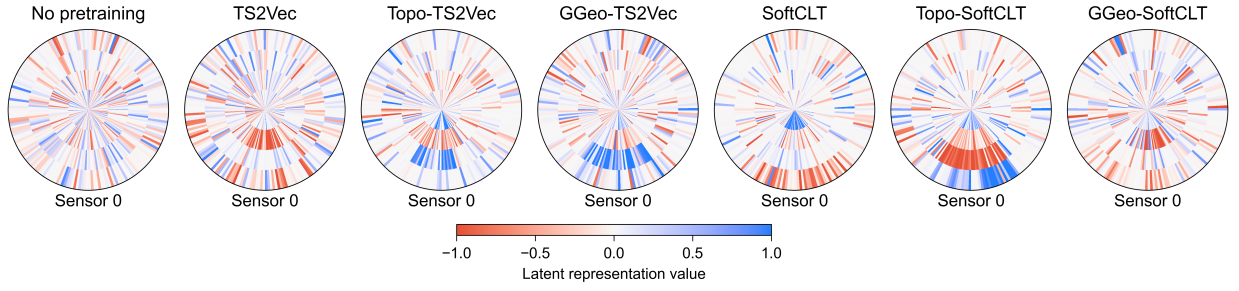 No pretraining TS2Vec Topo-TS2Vec GGeo-TS2Vec SoftCLT Topo-SoftCLT GGeo-SoftCLT
Sensor 0 Sensor 0 Sensor 0 Sensor 0 Sensor 0 Sensor 0 Sensor 0
−1.0 −0.5 0.0 0.5 1.0
Latent representation value